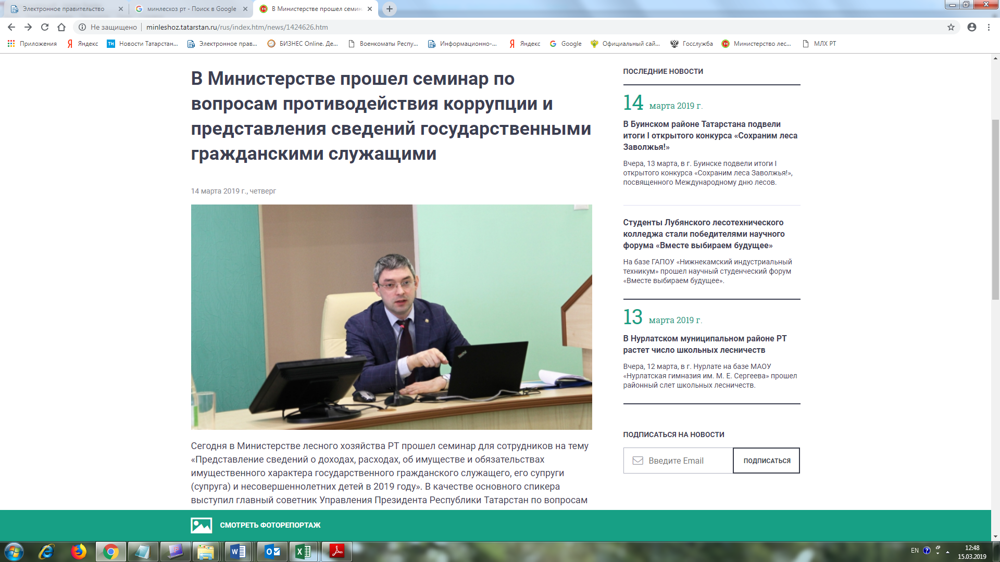 Электронное правительство
минлесхоз рт - Поиск в Google
В Министерстве прошел семин
Не защищено
minleshoz.tatarstan.ru/rus/index.htm/news/1424626.htm
Приложения
Яндекс
Новости Татарстан...
Электронное прав...
БИЗНЕС Online. Де...
Военкоматы Респу...
Информационно-...
Яндекс
Google
Официальный сай...
Госслужба
Министерство лес...
МЛХ РТ
В Министерстве прошел семинар по
вопросам противодействия коррупции и
представления сведений государственными
гражданскими служащими
14 марта 2019 г., четверг
Сегодня в Министерстве лесного хозяйства РТ прошел семинар для сотрудников на тему
«Представление сведений о доходах, расходах, об имуществе и обязательствах
имущественного характера государственного гражданского служащего, его супруги
(супруга) и несовершеннолетних детей в 2019 году». В качестве основного спикера
выступил главный советник Управления Президента Республики Татарстан по вопросам
ПОСЛЕДНИЕ НОВОСТИ
14 марта 2019 г.
В Буинском районе Татарстана подвели
итоги I открытого конкурса «Сохраним леса
Заволжья!»
Вчера, 13 марта, в г. Буинске подвели итоги I
открытого конкурса «Сохраним леса Заволжья!»,
посвященного Международному дню лесов.
Студенты Лубянского лесотехнического
колледжа стали победителями научного
форума «Вместе выбираем будущее»
На базе ГАПОУ «Нижнекамский индустриальный
техникум» прошел научный студенческий форум
«Вместе выбираем будущее».
13 марта 2019 г.
В Нурлатском муниципальном районе РТ
растет число школьных лесничеств
Вчера, 12 марта, в г. Нурлате на базе МАОУ
«Нурлатская гимназия им. М. Е. Сергеева» прошел
районный слет школьных лесничеств.
ПОДПИСАТЬСЯ НА НОВОСТИ
Введите Email
ПОДПИСАТЬСЯ
СМОТРЕТЬ ФОТОРЕПОРТАЖ
EN
12:48
15.03.2019